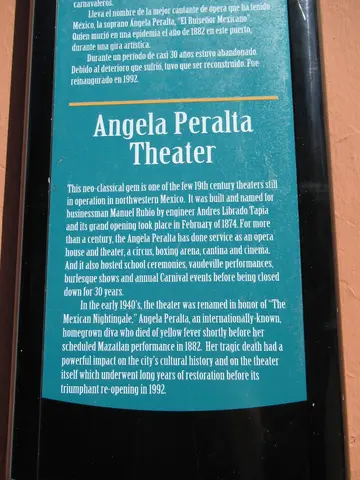 carnavaleros.
Lleva el nombre de la mejor cantante de ópera que ha tenido
México, la soprano Ángela Peralta, "El Ruiseñor Mexicano".
Quien murió en una epidemia el año de 1882 en este puerto,
durante una gira artística.
Durante un período de casi 30 años estuvo abandonado.
Debido al deterioro que sufrió, tuvo que ser reconstruido. Fue
reinaugurado en 1992.
Angela Peralta
Theater
This neo-classical gem is one of the few 19th century theaters still
in operation in northwestern Mexico. It was built and named for
businessman Manuel Rubio by engineer Andres Librado Tapia
and its grand opening took place in February of 1874. For more
than a century, the Angela Peralta has done service as an opera
house and theater, a circus, boxing arena, cantina and cinema.
And it also hosted school ceremonies, vaudeville performances,
burlesque shows and annual Carnival events before being closed
down for 30 years.
In the early 1940's, the theater was renamed in honor of "The
Mexican Nightingale," Angela Peralta, an internationally-known,
homegrown diva who died of yellow fever shortly before her
scheduled Mazatlan performance in 1882. Her tragic death had a
powerful impact on the city's cultural history and on the theater
itself which underwent long years of restoration before its
triumphant re-opening in 1992.